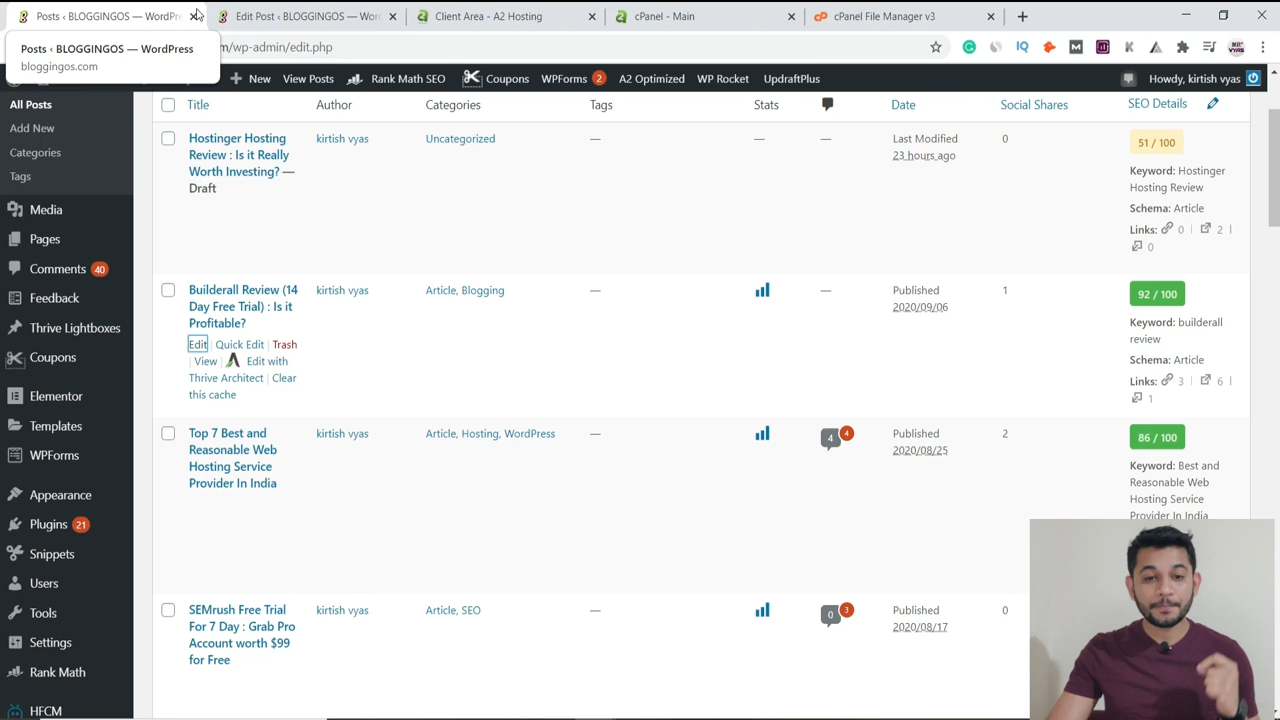 Posts ‹ BLOGGINGOS — WordPr
Edit Post ‹ BLOGGINGOS — Wor
Client Area - A2 Hosting
cPanel - Main
cPanel File Manager v3
Posts ‹ BLOGGINGOS — WordPress
bloggingos.com
m/wp-admin/edit.php
New
View Posts
Rank Math SEO
Coupons
WPForms 2
A2 Optimized
WP Rocket
UpdraftPlus
Howdy, kirtish vyas
All Posts
Add New
Categories
Tags
Media
Pages
Comments 40
Feedback
Thrive Lightboxes
Coupons
Elementor
Templates
WPForms
Appearance
Plugins 21
Snippets
Users
Tools
Settings
Rank Math
HFCM
Title
Author
Categories
Tags
Stats
Date
Social Shares
SEO Details
Hostinger Hosting
Review : Is it Really
Worth Investing? —
Draft
kirtish vyas
Uncategorized
—
—
—
Last Modified
23 hours ago
0
51 / 100
Keyword: Hostinger
Hosting Review
Schema: Article
Links: 0 | 2 |
0
Builderall Review (14
Day Free Trial) : Is it
Profitable?
Edit | Quick Edit | Trash
| View | Edit with
Thrive Architect | Clear
this cache
kirtish vyas
Article, Blogging
—
—
Published
2020/09/06
1
92 / 100
Keyword: builderall
review
Schema: Article
Links: 3 | 6 |
1
Top 7 Best and
Reasonable Web
Hosting Service
Provider In India
kirtish vyas
Article, Hosting, WordPress
—
4 4
Published
2020/08/25
2
86 / 100
Keyword: Best and
Reasonable Web
Hosting Service
Provider In India
SEMrush Free Trial
For 7 Day : Grab Pro
Account worth $99
for Free
kirtish vyas
Article, SEO
—
0 3
Published
2020/08/17
0